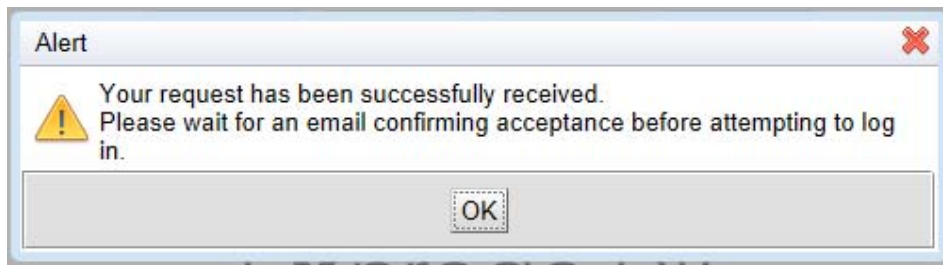 Alert
Your request has been successfully received.
Please wait for an email confirming acceptance before attempting to log
in.
OK